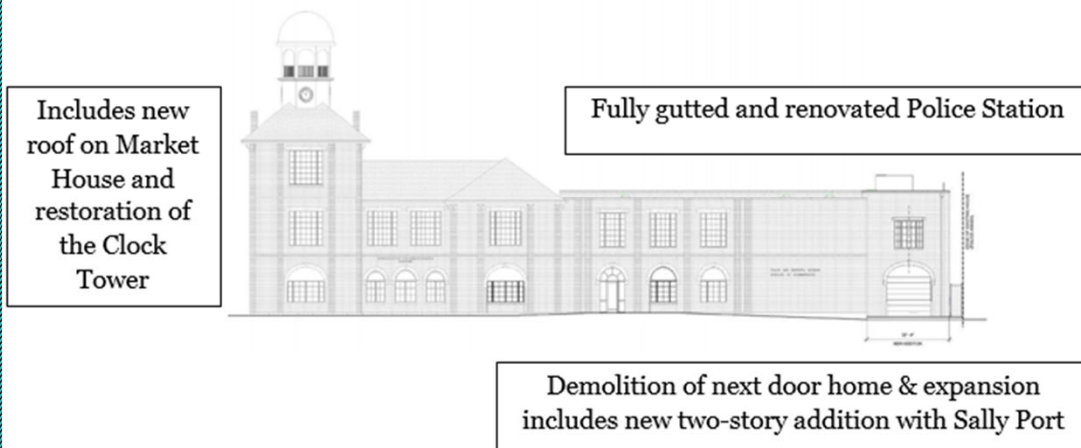 Includes new
roof on Market
House and
restoration of
the Clock
Tower
Fully gutted and renovated Police Station
Demolition of next door home & expansion
includes new two-story addition with Sally Port